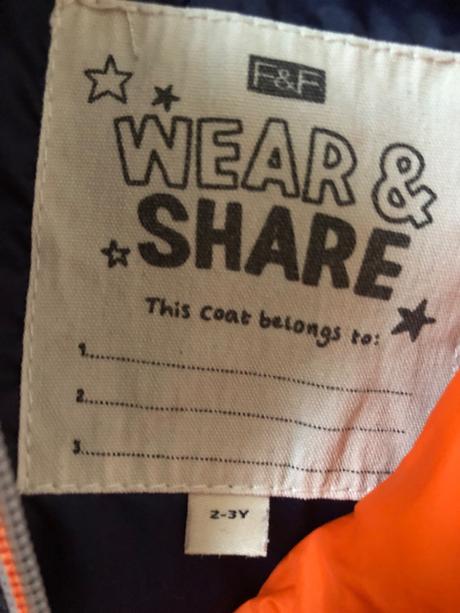 F&F
WEAR &
SHARE
This coat belongs to:
1
2
3
2-3Y